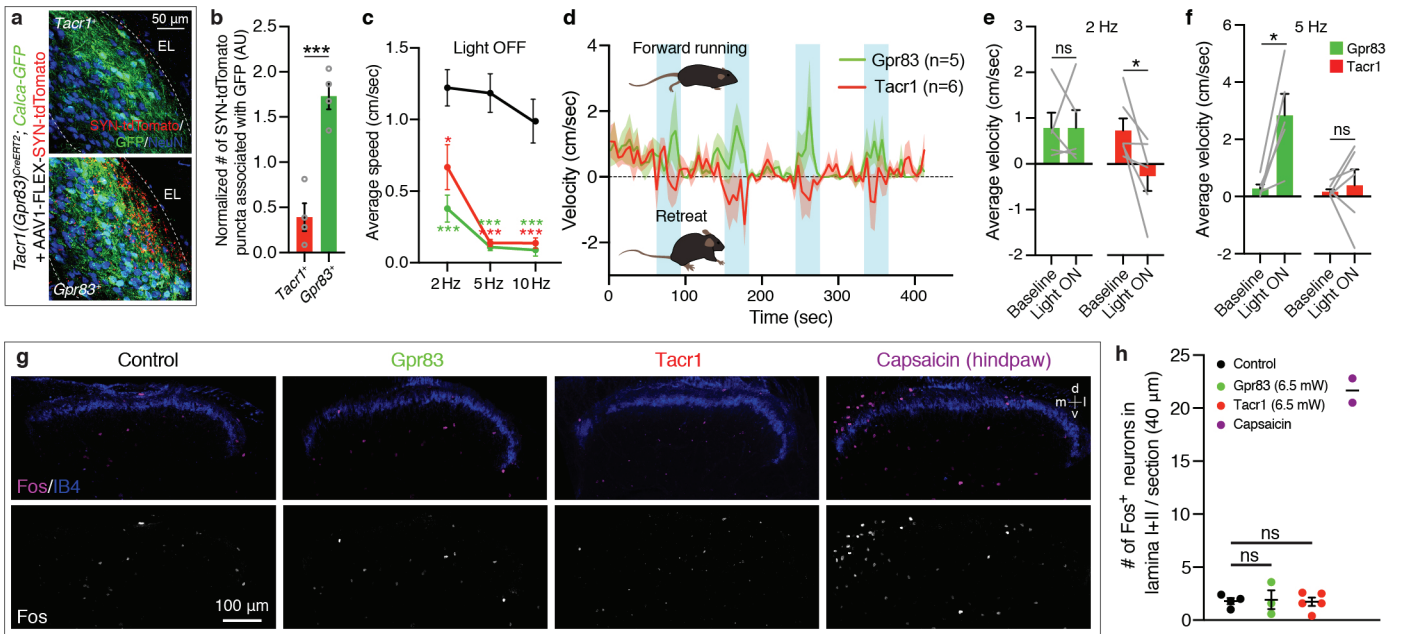 a
Tacr1⁺
50 µm
EL
SYN-tdTomato/
GFP/NeuN
EL
Gpr83⁺
Tacr1(Gpr83)CreERT2; Calca-GFP
+ AAV1-FLEX-SYN-tdTomato
b
Normalized # of SYN-tdTomato
puncta associated with GFP (AU)
2.5
2.0
1.5
1.0
0.5
0.0
***
Tacr1⁺
Gpr83⁺
c
Light OFF
Average speed (cm/sec)
1.5
1.0
0.5
0.0
*
***
***
***
***
***
2 Hz
5 Hz
10 Hz
d
Velocity (cm/sec)
4
2
0
-2
Forward running
Gpr83 (n=5)
Tacr1 (n=6)
Retreat
0
100
200
300
400
Time (sec)
e
2 Hz
Average velocity (cm/sec)
3
2
1
0
-1
-2
ns
*
Baseline
Light ON
Baseline
Light ON
f
5 Hz
Average velocity (cm/sec)
6
4
2
0
-2
*
ns
Gpr83
Tacr1
Baseline
Light ON
Baseline
Light ON
g
Control
Gpr83
Tacr1
Capsaicin (hindpaw)
Fos/IB4
d
m
l
v
Fos
100 µm
h
# of Fos⁺ neurons in
lamina I+II / section (40 µm)
25
20
15
10
5
0
Control
Gpr83 (6.5 mW)
Tacr1 (6.5 mW)
Capsaicin
ns
ns